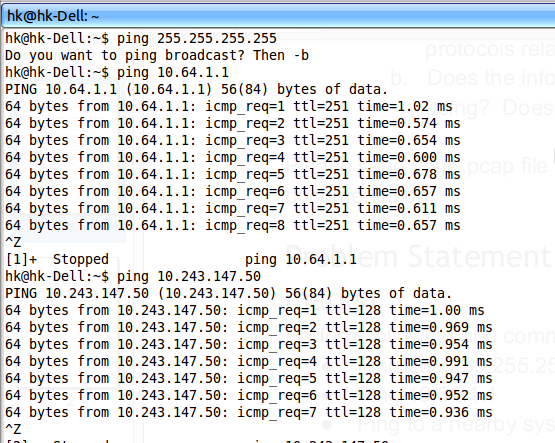 hk@hk-Dell: ~
hk@hk-Dell:~$ ping 255.255.255.255
Do you want to ping broadcast? Then -b
hk@hk-Dell:~$ ping 10.64.1.1
PING 10.64.1.1 (10.64.1.1) 56(84) bytes of data.
64 bytes from 10.64.1.1: icmp_req=1 ttl=251 time=1.02 ms
64 bytes from 10.64.1.1: icmp_req=2 ttl=251 time=0.574 ms
64 bytes from 10.64.1.1: icmp_req=3 ttl=251 time=0.654 ms
64 bytes from 10.64.1.1: icmp_req=4 ttl=251 time=0.600 ms
64 bytes from 10.64.1.1: icmp_req=5 ttl=251 time=0.678 ms
64 bytes from 10.64.1.1: icmp_req=6 ttl=251 time=0.657 ms
64 bytes from 10.64.1.1: icmp_req=7 ttl=251 time=0.611 ms
64 bytes from 10.64.1.1: icmp_req=8 ttl=251 time=0.657 ms
^Z
[1]+  Stopped                 ping 10.64.1.1
hk@hk-Dell:~$ ping 10.243.147.50
PING 10.243.147.50 (10.243.147.50) 56(84) bytes of data.
64 bytes from 10.243.147.50: icmp_req=1 ttl=128 time=1.00 ms
64 bytes from 10.243.147.50: icmp_req=2 ttl=128 time=0.969 ms
64 bytes from 10.243.147.50: icmp_req=3 ttl=128 time=0.954 ms
64 bytes from 10.243.147.50: icmp_req=4 ttl=128 time=0.991 ms
64 bytes from 10.243.147.50: icmp_req=5 ttl=128 time=0.947 ms
64 bytes from 10.243.147.50: icmp_req=6 ttl=128 time=0.952 ms
64 bytes from 10.243.147.50: icmp_req=7 ttl=128 time=0.936 ms
^Z
protocols rela
b. Does the info
.pcap file
Problem Statement
Ping to a nearby sys